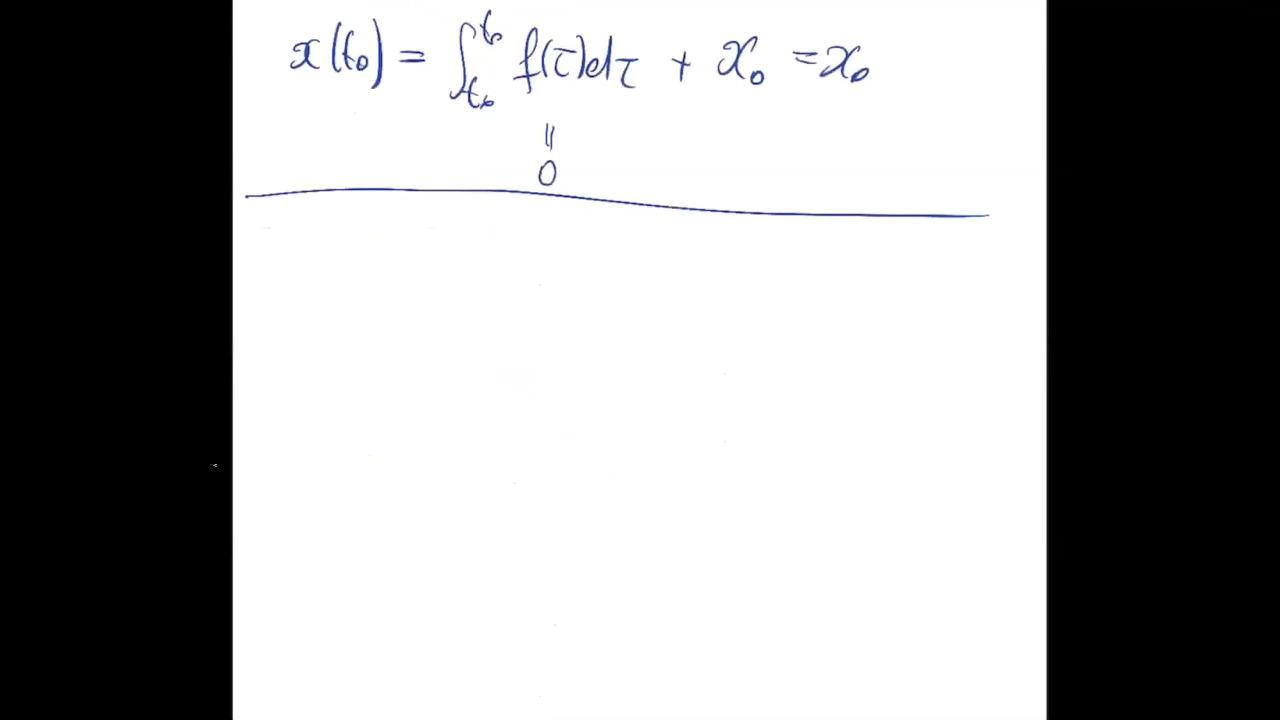 x(t₀) = ∫_{t₀}^{t₀} f(τ)dτ + x₀ = x₀
||
0